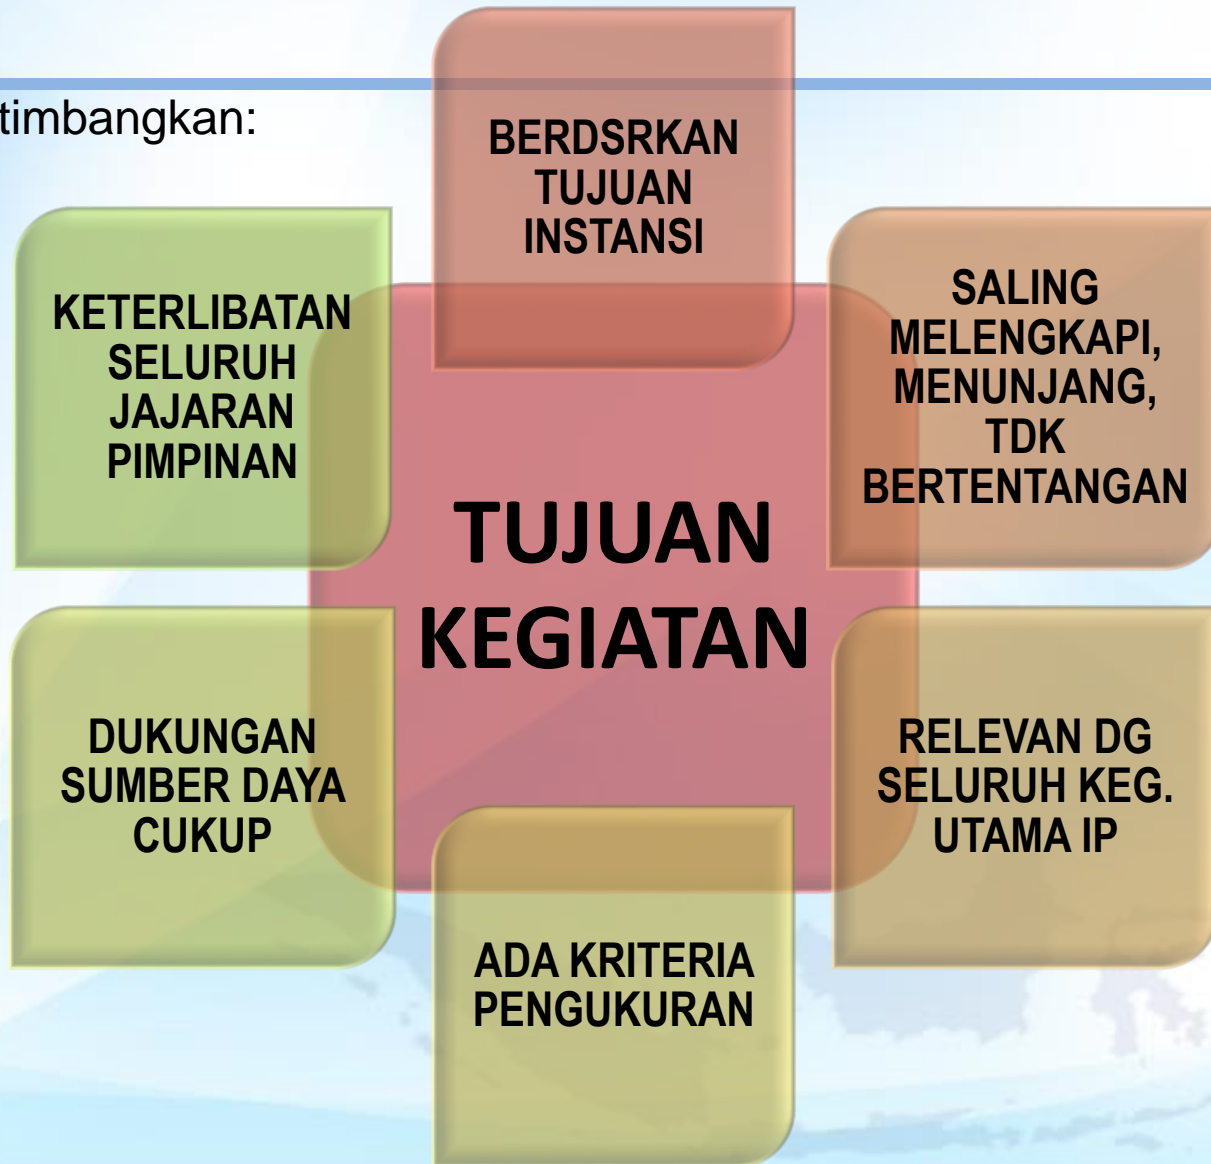 timbangkan:
BERDSRKAN
TUJUAN
INSTANSI
SALING
MELENGKAPI,
MENUNJANG,
TDK
BERTENTANGAN
RELEVAN DG
SELURUH KEG.
UTAMA IP
ADA KRITERIA
PENGUKURAN
DUKUNGAN
SUMBER DAYA
CUKUP
KETERLIBATAN
SELURUH
JAJARAN
PIMPINAN
TUJUAN
KEGIATAN